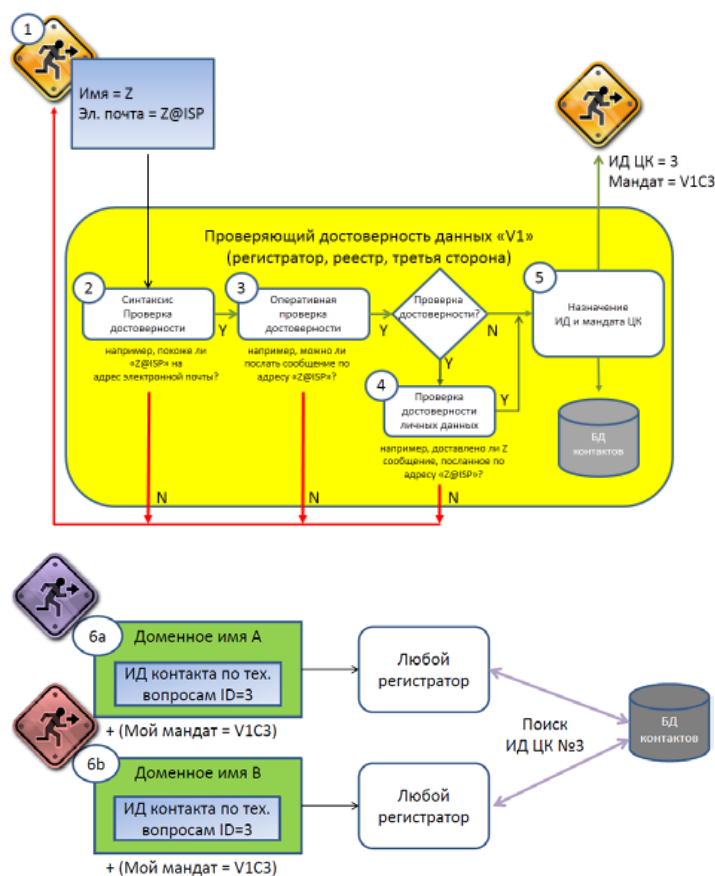 1
Имя = Z
Эл. почта = Z@ISP
ИД ЦК = 3
Мандат = V1C3
Проверяющий достоверность данных «V1»
(регистратор, реестр, третья сторона)
2
Синтаксис
Проверка
достоверности
Y
например, похоже ли
«Z@ISP» на
адрес электронной почты?
N
3
Оперативная
проверка
достоверности
Y
например, можно ли
послать сообщение по
адресу «Z@ISP»?
N
Проверка
достоверности?
N
Y
4
Проверка
достоверности
личных данных
Y
например, доставлено ли Z
сообщение, посланное по
адресу «Z@ISP»?
N
5
Назначение
ИД и мандата ЦК
БД
контактов
6a
Доменное имя A
ИД контакта по тех.
вопросам ID=3
+ (Мой мандат = V1C3)
Любой
регистратор
6b
Доменное имя B
ИД контакта по тех.
вопросам ID=3
+ (Мой мандат = V1C3)
Любой
регистратор
Поиск
ИД ЦК №3
БД
контактов